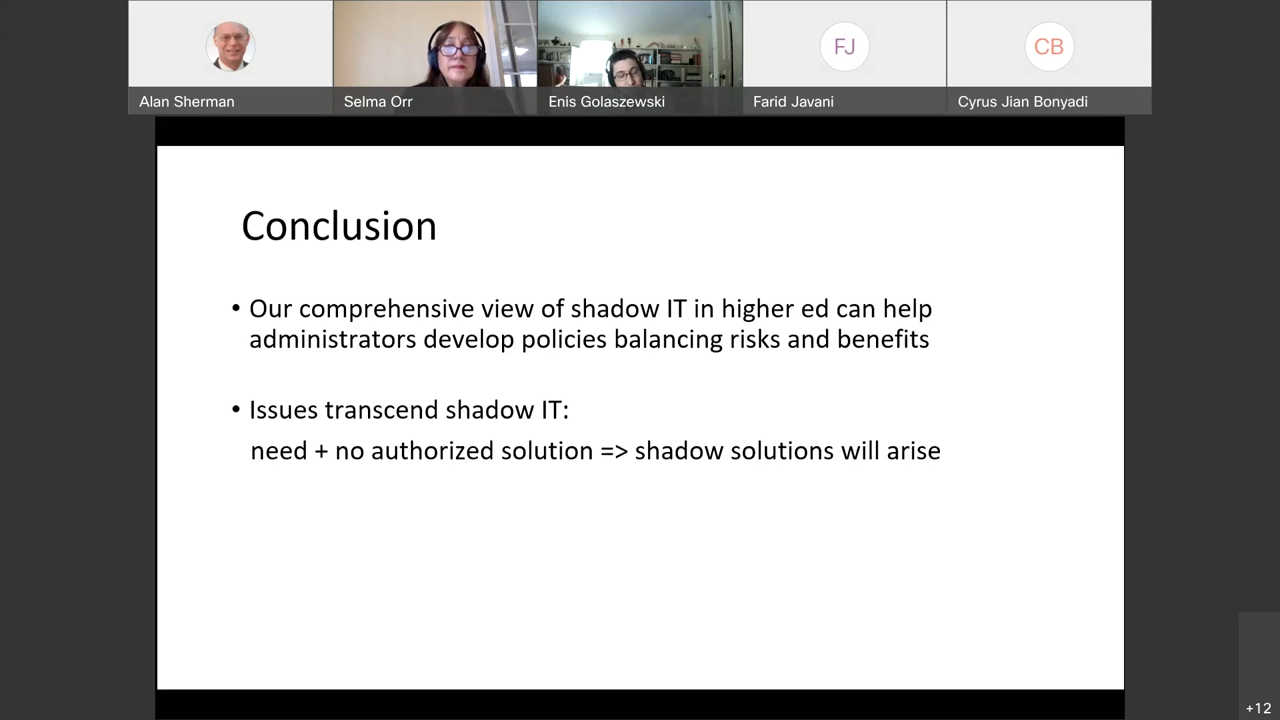 FJ
CB
Alan Sherman
Selma Orr
Enis Golaszewski
Farid Javani
Cyrus Jian Bonyadi
Conclusion
• Our comprehensive view of shadow IT in higher ed can help
administrators develop policies balancing risks and benefits
• Issues transcend shadow IT:
need + no authorized solution => shadow solutions will arise
+12